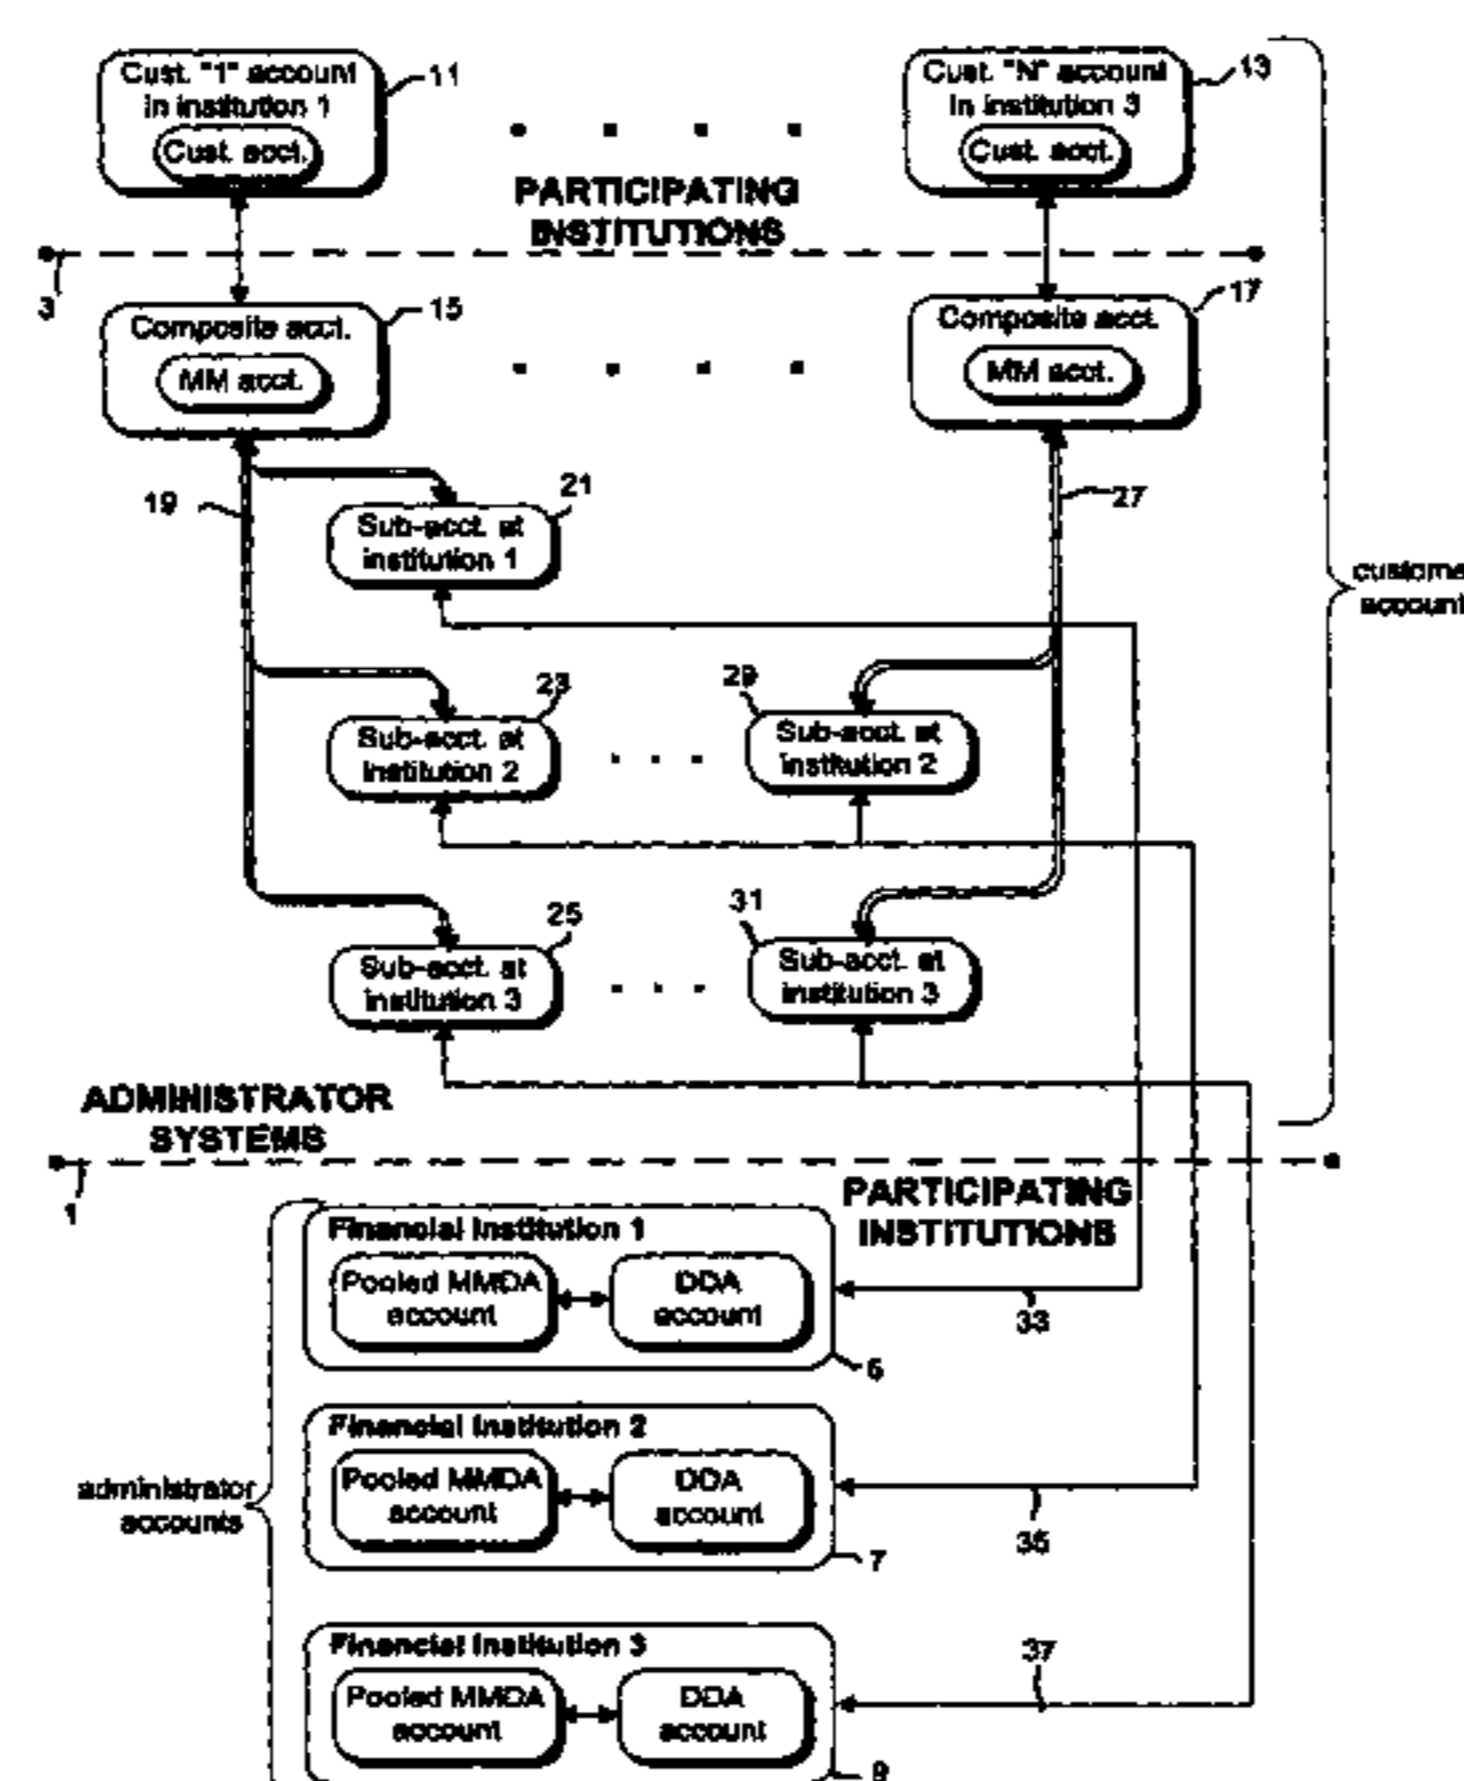 Cust. "1" account
in institution 1
Cust. acct.
11
Cust. "N" account
in institution 3
Cust. acct.
13
PARTICIPATING
INSTITUTIONS
3
Composite acct.
MM acct.
15
Composite acct.
MM acct.
17
19
21
Sub-acct. at
institution 1
27
custome
account
23
Sub-acct. at
institution 2
29
Sub-acct. at
institution 2
25
Sub-acct. at
institution 3
31
Sub-acct. at
institution 3
ADMINISTRATOR
SYSTEMS
1
PARTICIPATING
INSTITUTIONS
Financial Institution 1
Pooled MMDA
account
DDA
account
33
5
Financial Institution 2
Pooled MMDA
account
DDA
account
35
7
administrator
accounts
Financial Institution 3
Pooled MMDA
account
DDA
account
37
9